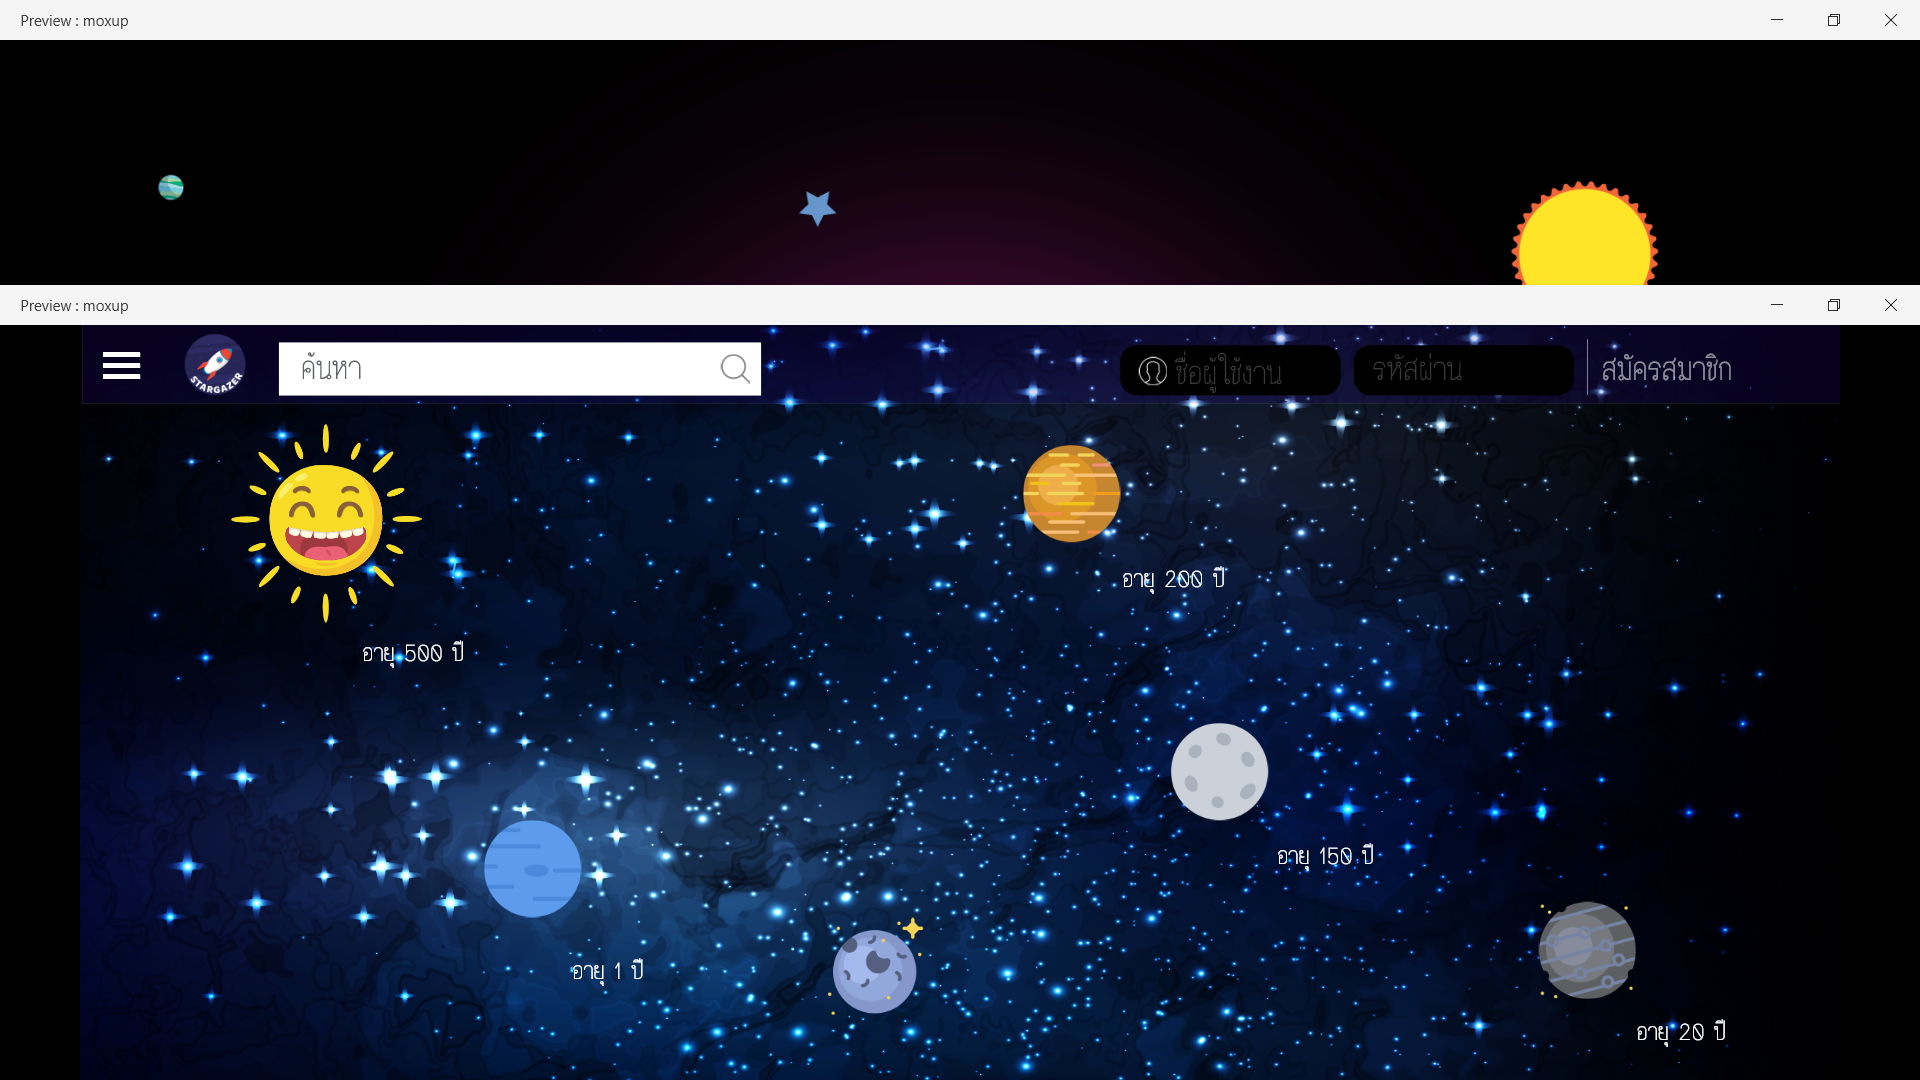 Preview : moxup
Preview : moxup
STARGAZER
ค้นหา
ชื่อผู้ใช้งาน
รหัสผ่าน
สมัครสมาชิก
อายุ 200 ปี
อายุ 500 ปี
อายุ 150 ปี
อายุ 1 ปี
อายุ 20 ปี